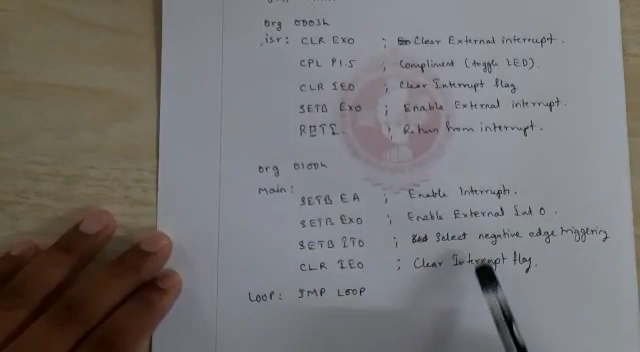 org 0003h
isr: CLR EX0 ; Clear External interrupt.
CPL P1.5 ; Compliment (toggle LED).
CLR IE0 ; Clear Interrupt flag
SETB EX0 ; Enable External interrupt.
RETI. ; Return from interrupt.
org 0100h
main:
SETB EA ; Enable Interrupt.
SETB EX0 ; Enable External Int 0.
SETB IT0 ; Select negative edge triggering
CLR IE0 ; Clear Interrupt flag.
LOOP: JMP LOOP